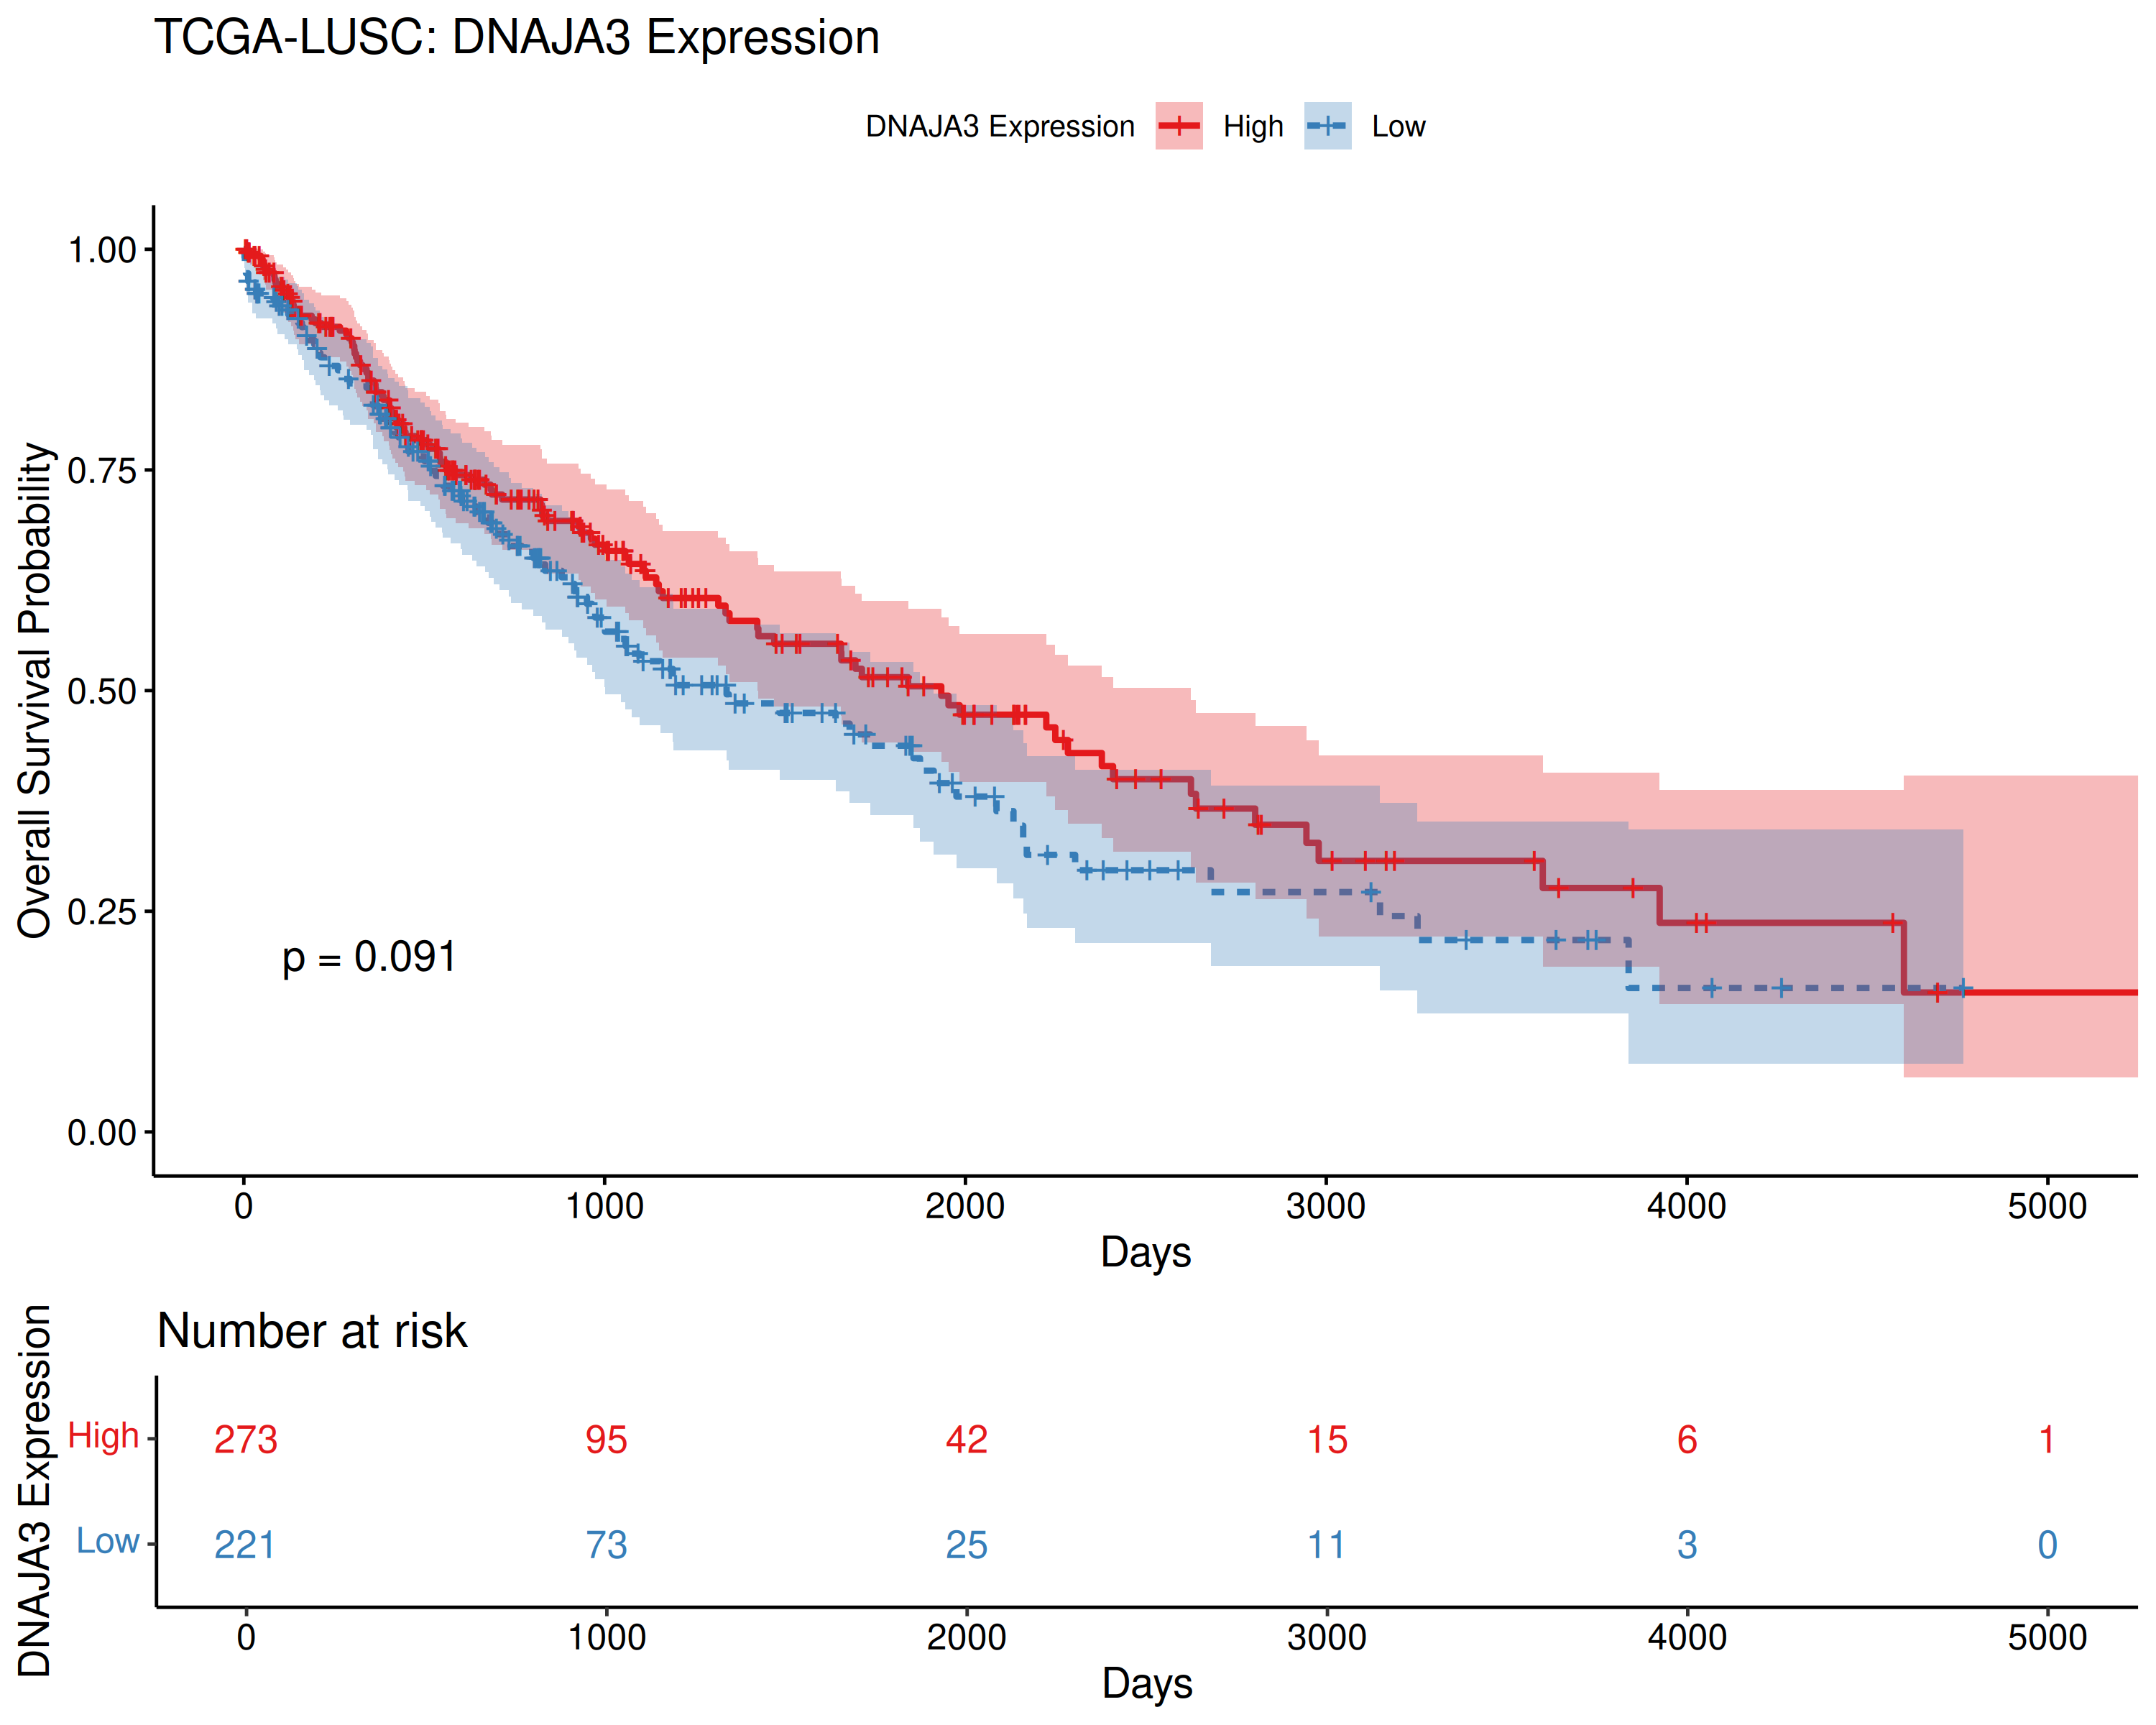 TCGA-LUSC: DNAJA3 Expression
DNAJA3 Expression High Low
Overall Survival Probability
1.00
0.75
0.50
0.25
0.00
p = 0.091
0 1000 2000 3000 4000 5000
Days
Number at risk
DNAJA3 Expression
High 273 95 42 15 6 1
Low 221 73 25 11 3 0
0 1000 2000 3000 4000 5000
Days